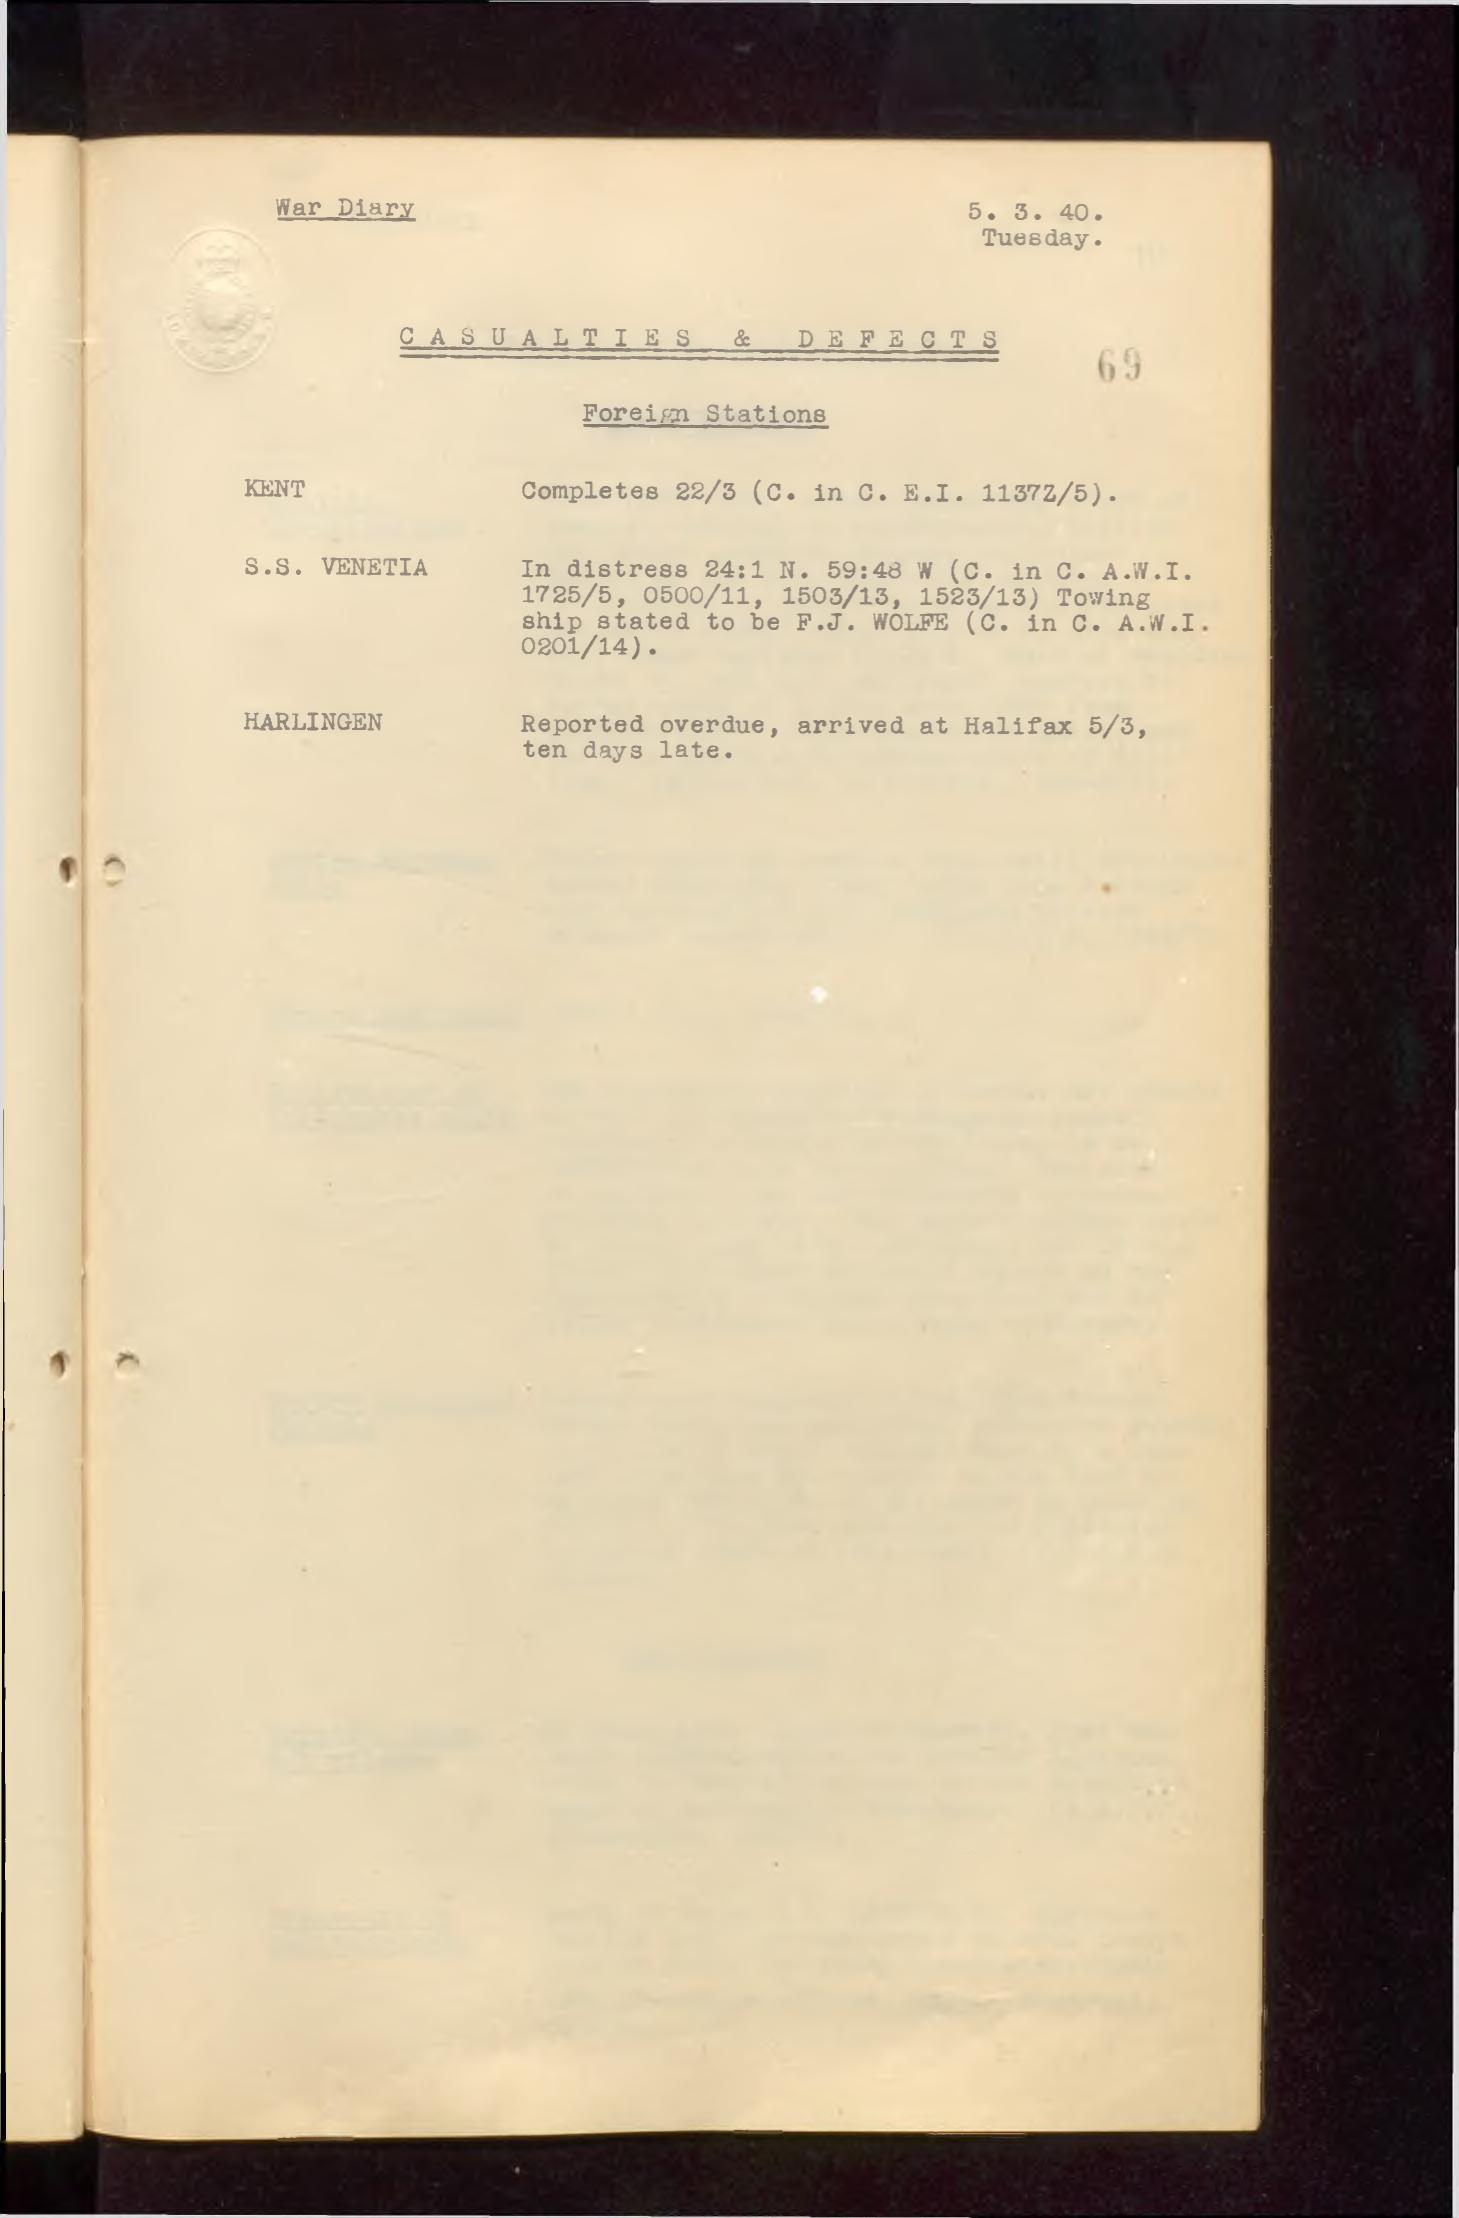 War Diary
5. 3. 40.
Tuesday.
CASUALTIES & DEFECTS
69
Foreign Stations
KENT Completes 22/3 (C. in C. E.I. 1137Z/5).
S.S. VENETIA In distress 24:1 N. 59:48 W (C. in C. A.W.I.
1725/5, 0500/11, 1503/13, 1523/13) Towing
ship stated to be F.J. WOLFE (C. in C. A.W.I.
0201/14).
HARLINGEN Reported overdue, arrived at Halifax 5/3,
ten days late.